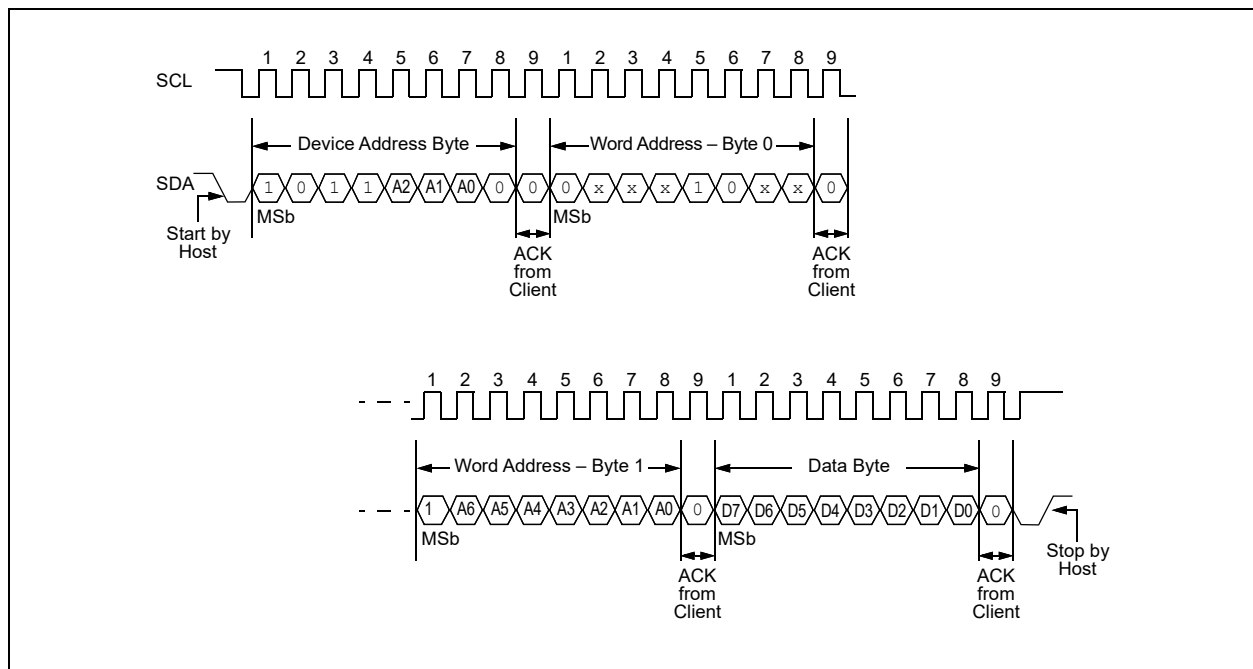 1 2 3 4 5 6 7 8 9 1 2 3 4 5 6 7 8 9
SCL
Device Address Byte Word Address – Byte 0
SDA 1 0 1 1 A2 A1 A0 0 0 0 x x x 1 0 x x 0
MSb MSb
Start by
Host
ACK
from
Client
ACK
from
Client
1 2 3 4 5 6 7 8 9 1 2 3 4 5 6 7 8 9
Word Address – Byte 1 Data Byte
1 A6 A5 A4 A3 A2 A1 A0 0 D7 D6 D5 D4 D3 D2 D1 D0 0
MSb MSb
Stop by
Host
ACK
from
Client
ACK
from
Client